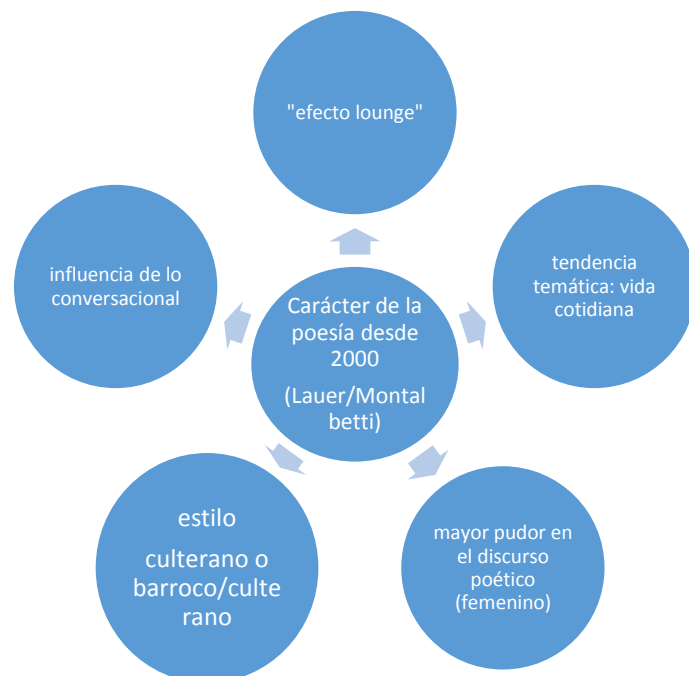 "efecto lounge"
tendencia
temática: vida
cotidiana
mayor pudor en
el discurso
poético
(femenino)
estilo
culterano o
barroco/culte
rano
influencia de lo
conversacional
Carácter de la
poesía desde
2000
(Lauer/Montal
betti)